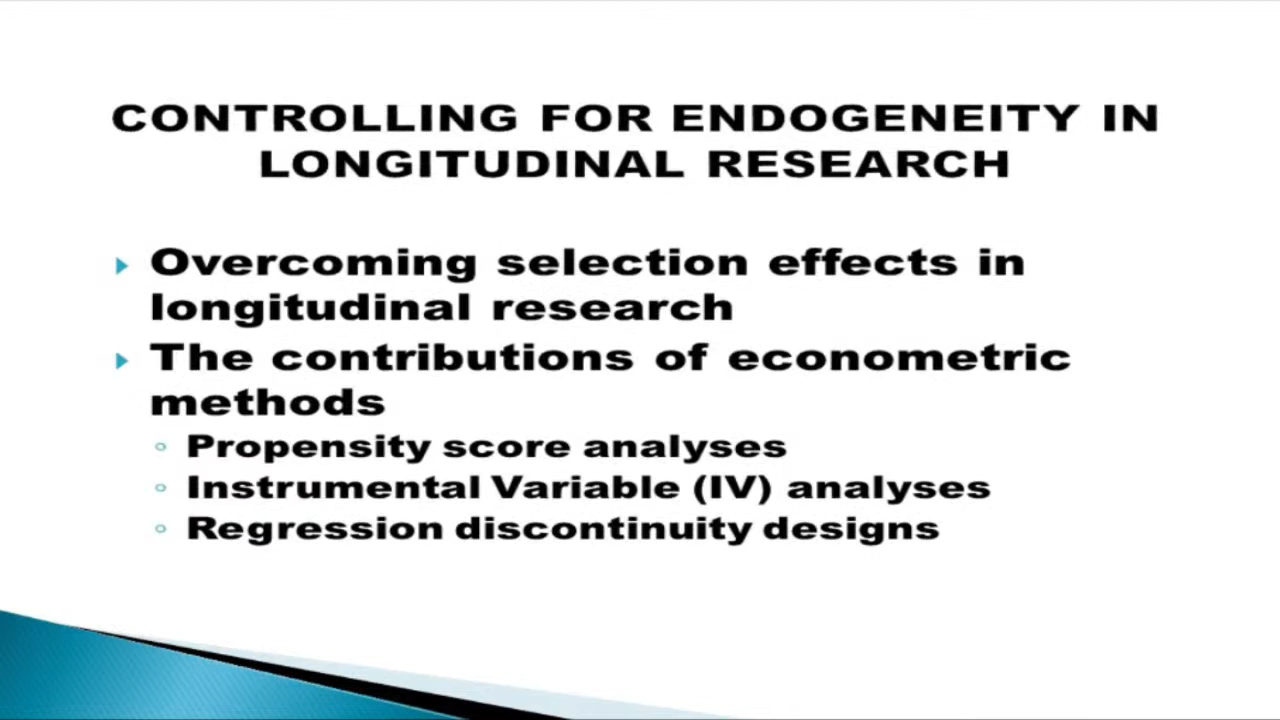 CONTROLLING FOR ENDOGENEITY IN
LONGITUDINAL RESEARCH
Overcoming selection effects in
longitudinal research
The contributions of econometric
methods
Propensity score analyses
Instrumental Variable (IV) analyses
Regression discontinuity designs